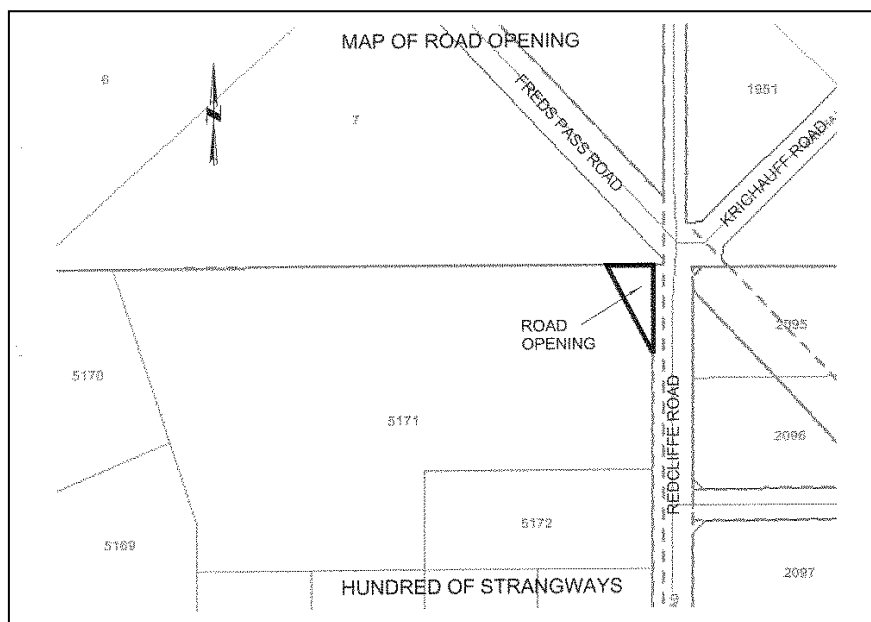 MAP OF ROAD OPENING
6
7
FREDS PASS ROAD
1951
KRICHAUFF ROAD
ROAD
OPENING
2095
5170
5171
REDCLIFFE ROAD
2096
5172
5169
2097
HUNDRED OF STRANGWAYS